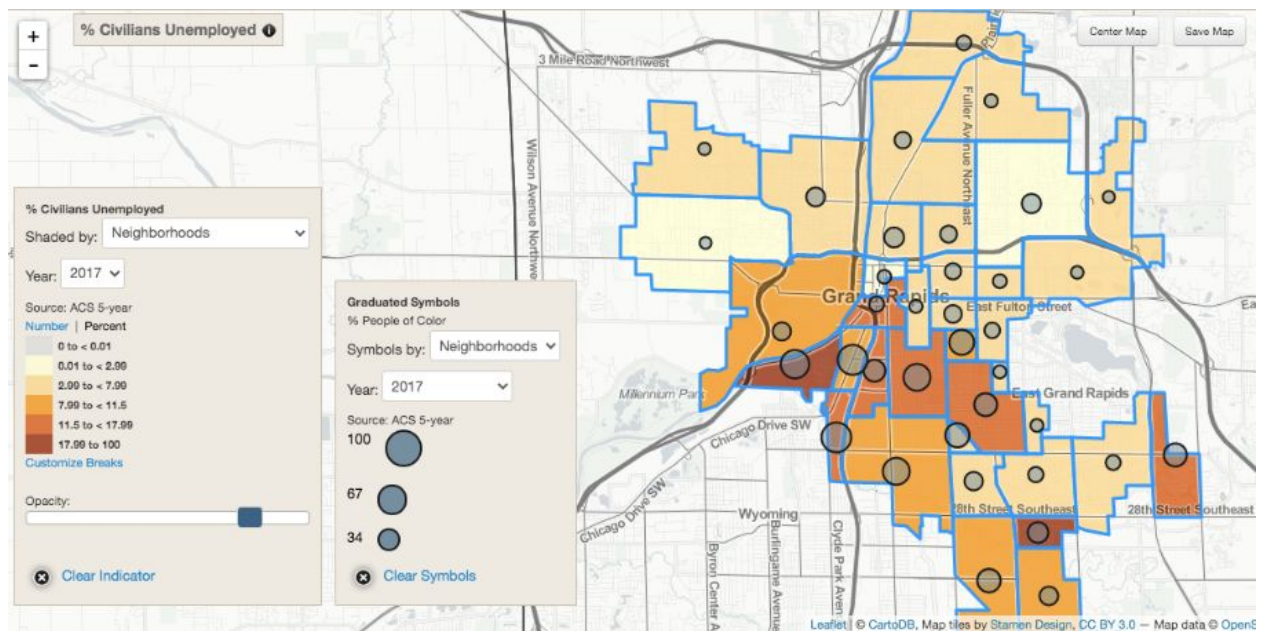 +
−
% Civilians Unemployed i
Center Map
Save Map
3 Mile Road Northwest
Plain
Fuller Avenue Northeast
Wilson Avenue Northwest
% Civilians Unemployed
Shaded by: Neighborhoods
Year: 2017
Source: ACS 5-year
Number | Percent
0 to < 0.01
0.01 to < 2.99
2.99 to < 7.99
7.99 to < 11.5
11.5 to < 17.99
17.99 to 100
Customize Breaks
Opacity:
Clear Indicator
Graduated Symbols
% People of Color
Symbols by: Neighborhoods
Year: 2017
Source: ACS 5-year
100
67
34
Clear Symbols
Grand Rapids
East Fulton Street
Ea
Millennium Park
East Grand Rapids
Chicago Drive SW
Chicago Drive SW
Wyoming
28th Street Southeast
28th Street Southeast
Byron Center A
Burlingame Avenue
Clyde Park Aven
Leaflet | © CartoDB, Map tiles by Stamen Design, CC BY 3.0 — Map data © OpenS